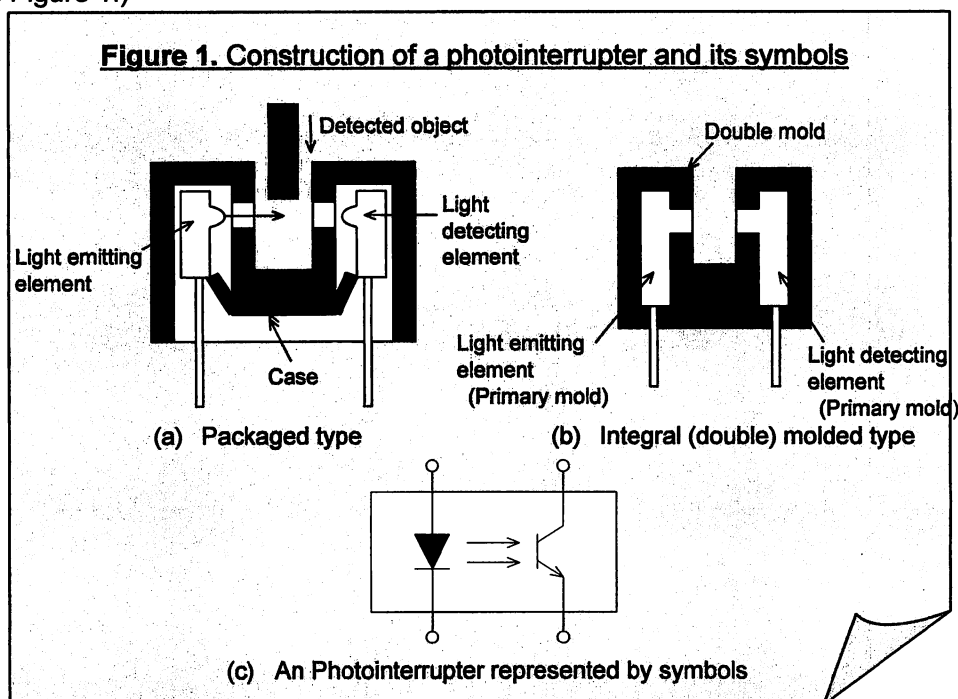 Figure 1.)
Figure 1. Construction of a photointerrupter and its symbols
Detected object
Light
detecting
element
Light emitting
element
Case
(a) Packaged type
Double mold
Light emitting
element
(Primary mold)
Light detecting
element
(Primary mold)
(b) Integral (double) molded type
(c) An Photointerrupter represented by symbols